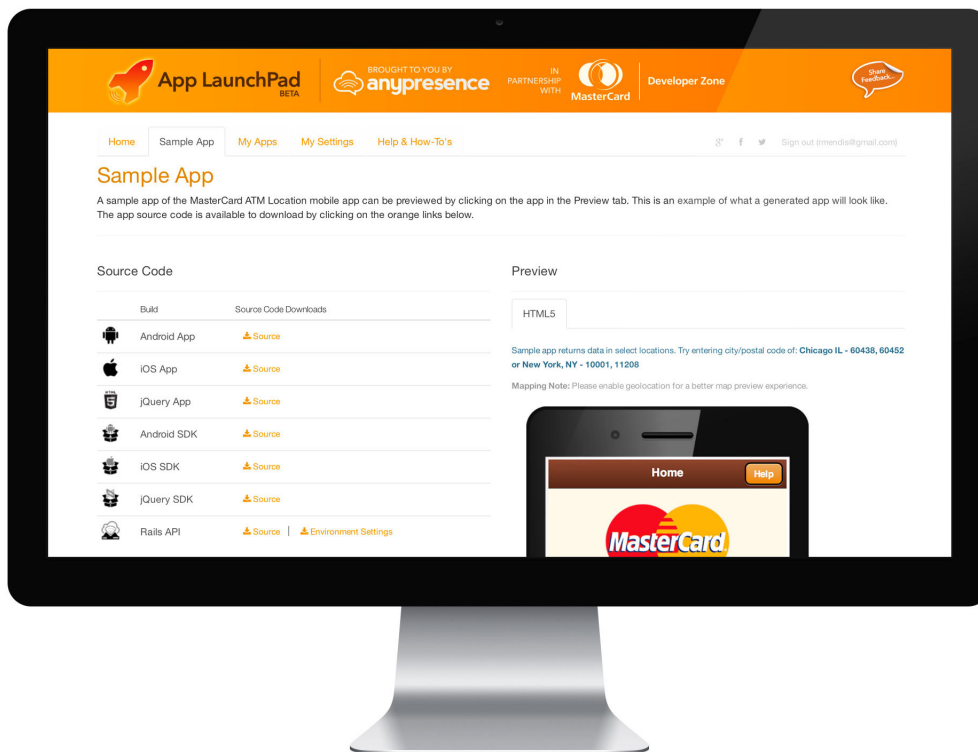 App LaunchPad
BETA
BROUGHT TO YOU BY
anypresence
IN
PARTNERSHIP
WITH
MasterCard
Developer Zone
Share
Feedback...
Home
Sample App
My Apps
My Settings
Help & How-To's
Sign out (rmendis@gmail.com)
Sample App
A sample app of the MasterCard ATM Location mobile app can be previewed by clicking on the app in the Preview tab. This is an example of what a generated app will look like.
The app source code is available to download by clicking on the orange links below.
Source Code
Build
Source Code Downloads
Android App
Source
iOS App
Source
HTML
5
jQuery App
Source
Android SDK
Source
iOS SDK
Source
jQuery SDK
Source
Rails API
Source | Environment Settings
Preview
HTML5
Sample app returns data in select locations. Try entering city/postal code of: Chicago IL - 60438, 60452
or New York, NY - 10001, 11208
Mapping Note: Please enable geolocation for a better map preview experience.
Home
Help
MasterCard